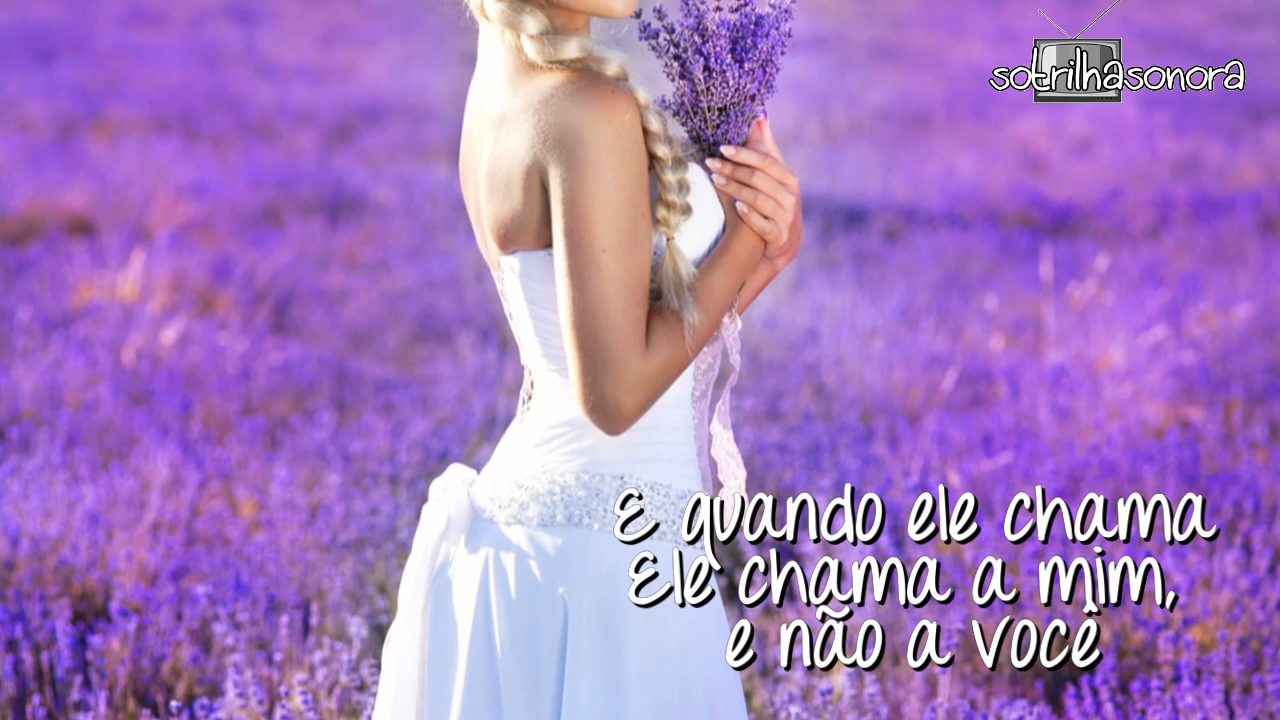 sotrilhasonora
E quando ele chama
Ele chama a mim,
e não a você